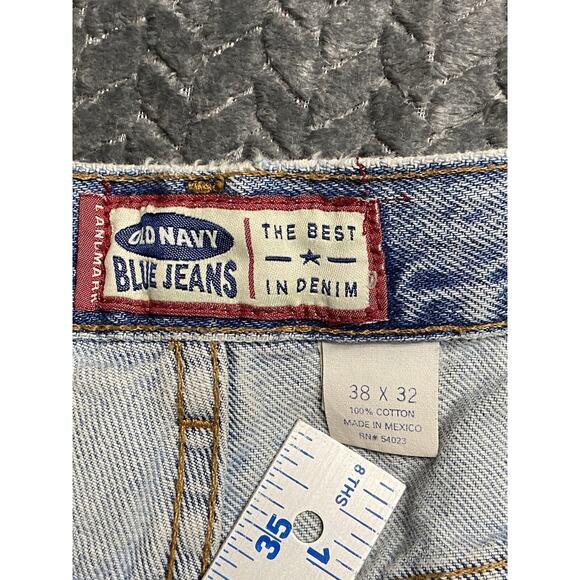 LANDMARK
OLD NAVY
BLUE JEANS
THE BEST
IN DENIM
38 X 32
100% COTTON
MADE IN MEXICO
RN# 54023
35
8 THS
1